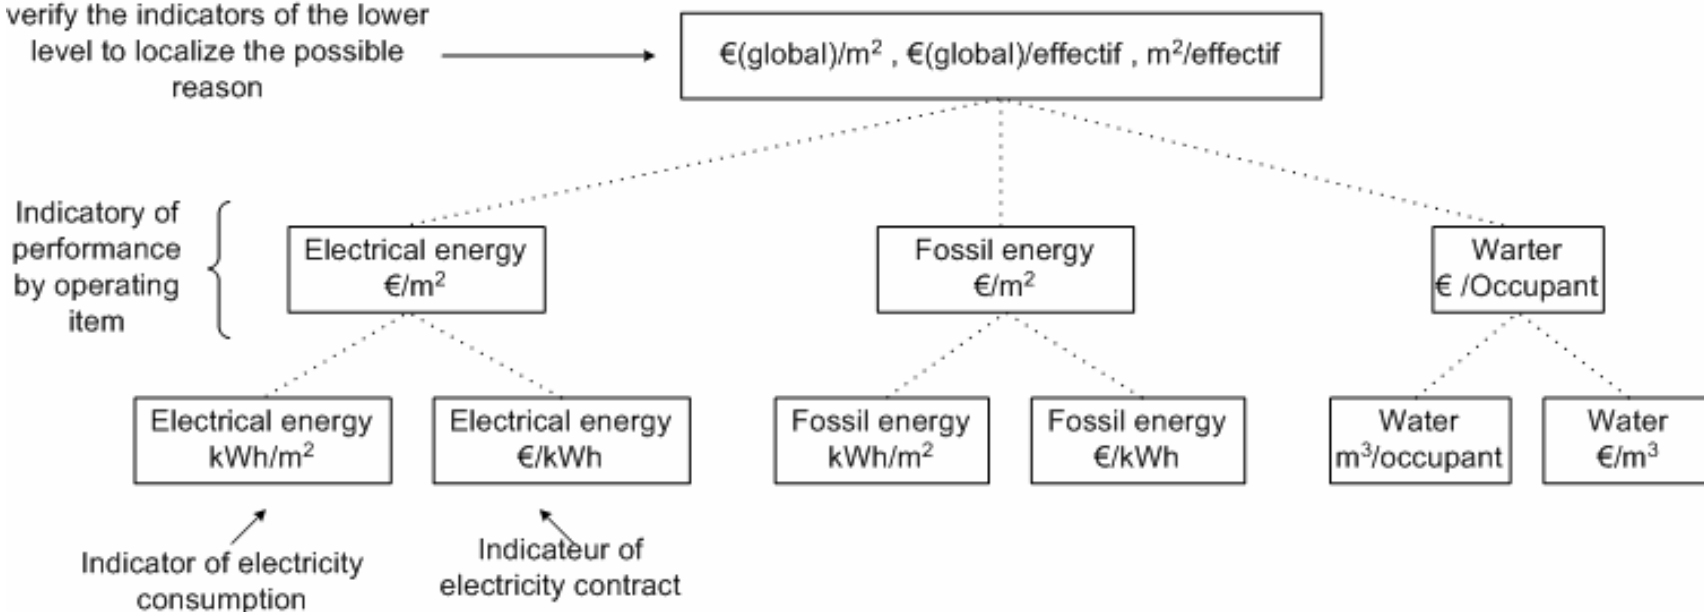 verify the indicators of the lower
level to localize the possible
reason
€(global)/m² , €(global)/effectif , m²/effectif
Indicatory of
performance
by operating
item
Electrical energy
€/m²
Fossil energy
€/m²
Warter
€ /Occupant
Electrical energy
kWh/m²
Electrical energy
€/kWh
Fossil energy
kWh/m²
Fossil energy
€/kWh
Water
m³/occupant
Water
€/m³
Indicator of electricity
consumption
Indicateur of
electricity contract